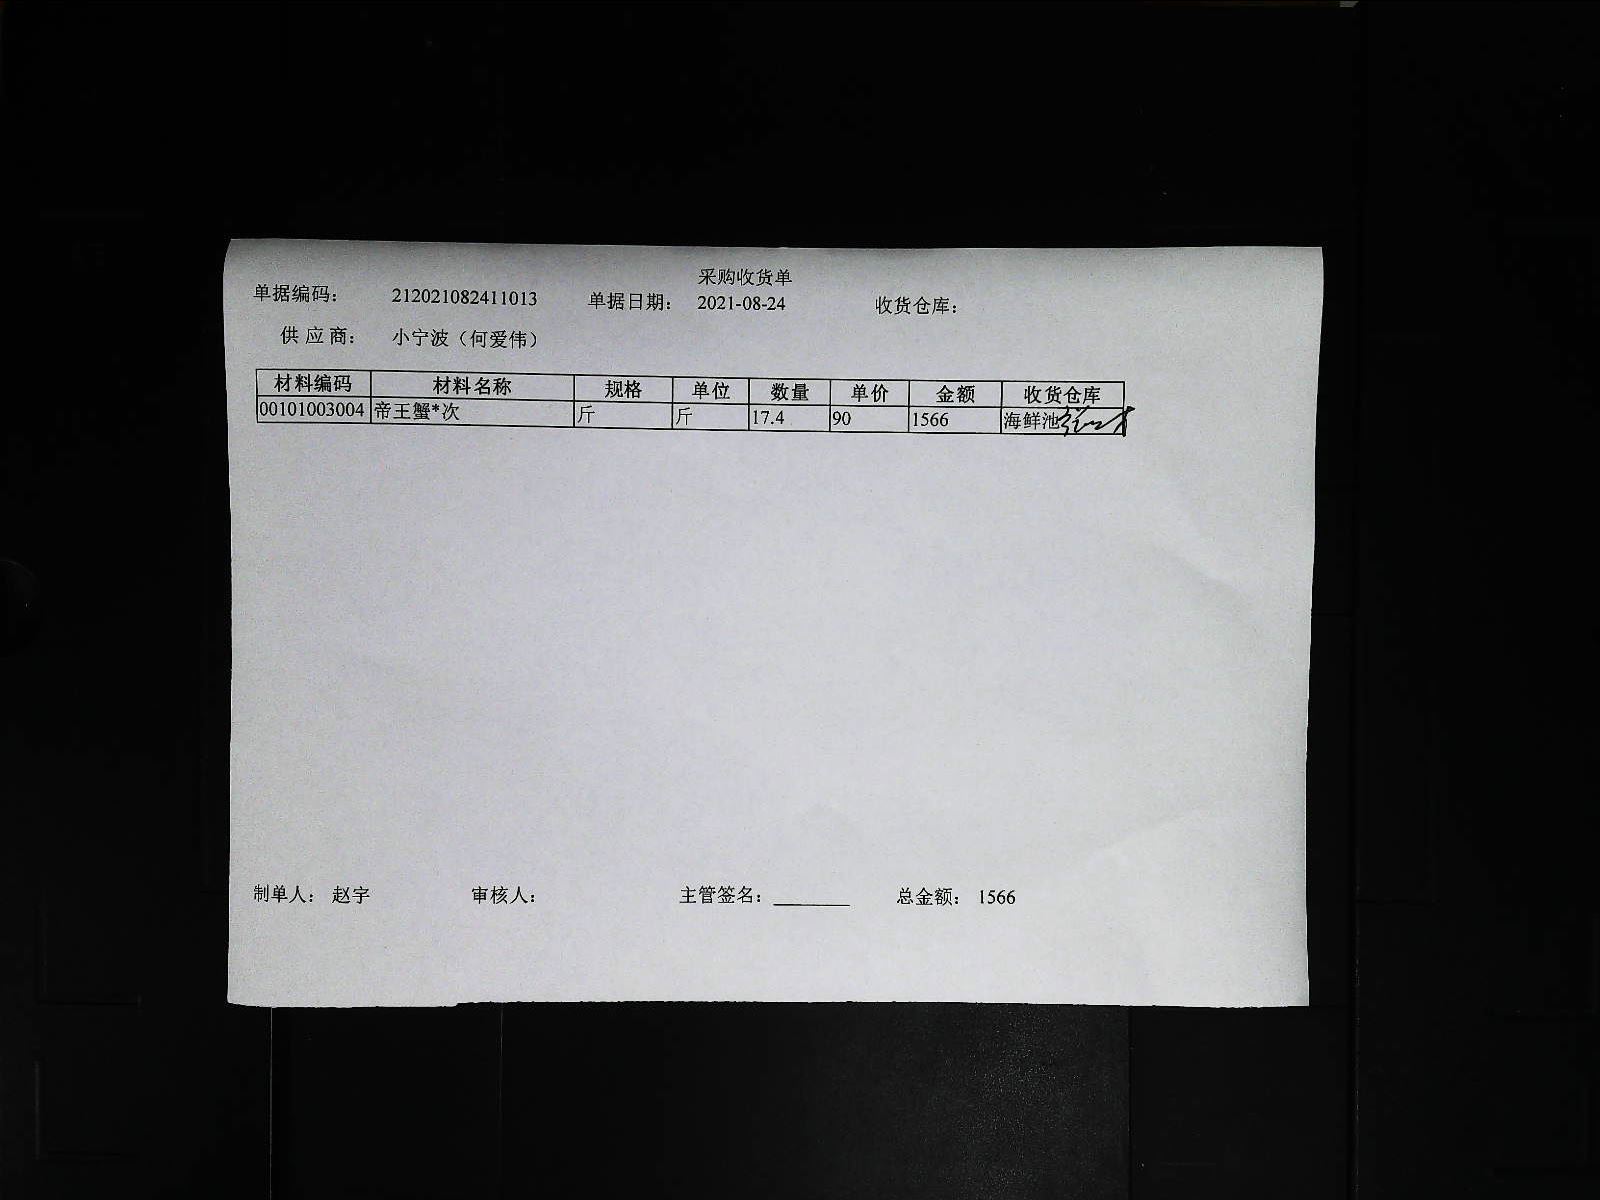 采购收货单
单据编码： 212021082411013 单据日期： 2021-08-24 收货仓库：
供 应 商： 小宁波（何爱伟）
材料编码 材料名称 规格 单位 数量 单价 金额 收货仓库
00101003004 帝王蟹*次 斤 斤 17.4 90 1566 海鲜池
制单人： 赵宇 审核人： 主管签名： 总金额： 1566